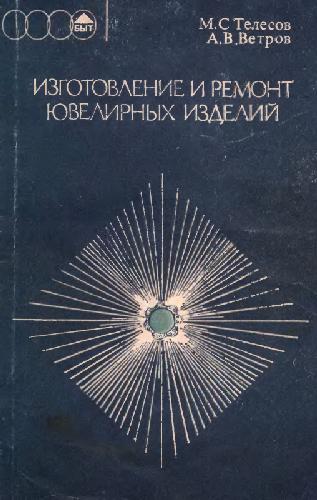 БЫТ
М.С Телесов
А.В.Ветров
ИЗГОТОВЛЕНИЕ И РЕМОНТ
ЮВЕЛИРНЫХ ИЗДЕЛИЙ